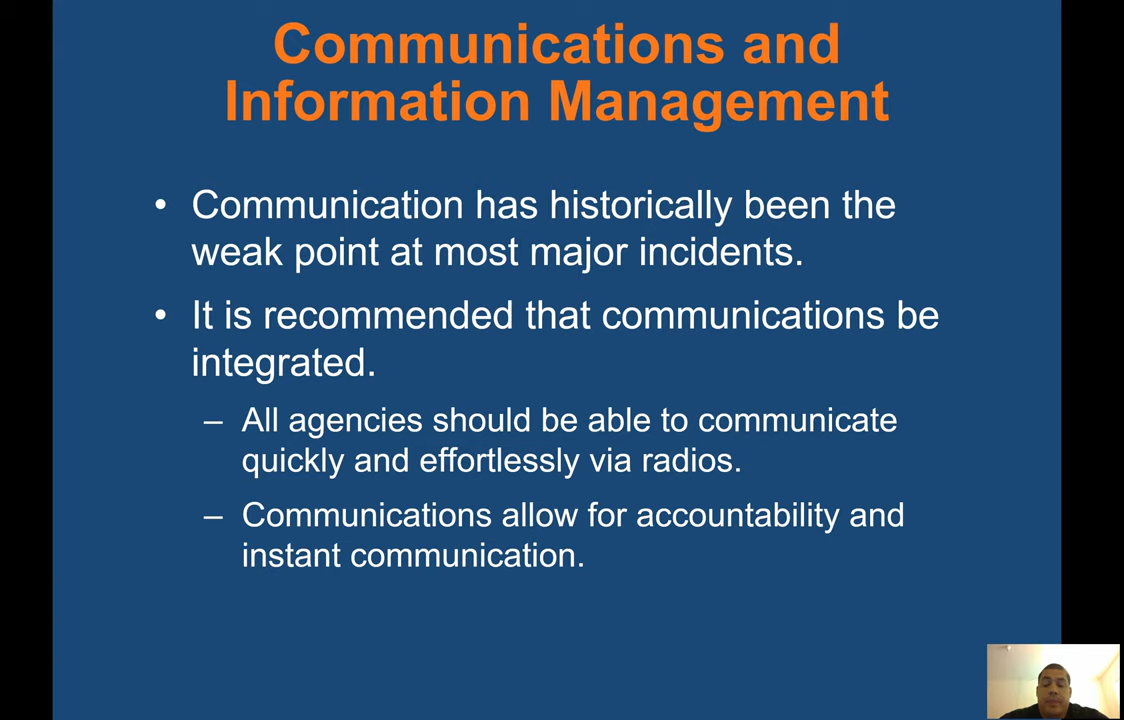 Communications and
Information Management
• Communication has historically been the
weak point at most major incidents.
• It is recommended that communications be
integrated.
– All agencies should be able to communicate
quickly and effortlessly via radios.
– Communications allow for accountability and
instant communication.